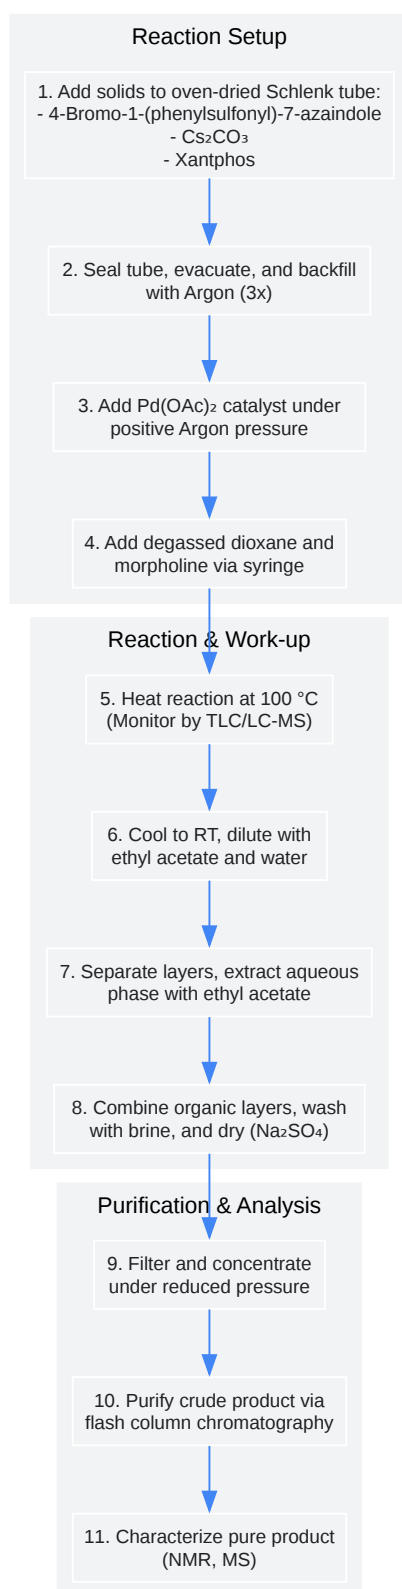 Reaction Setup
1. Add solids to oven-dried Schlenk tube:
- 4-Bromo-1-(phenylsulfonyl)-7-azaindole
- Cs₂CO₃
- Xantphos
2. Seal tube, evacuate, and backfill
with Argon (3x)
3. Add Pd(OAc)₂ catalyst under
positive Argon pressure
4. Add degassed dioxane and
morpholine via syringe
Reaction & Work-up
5. Heat reaction at 100 °C
(Monitor by TLC/LC-MS)
6. Cool to RT, dilute with
ethyl acetate and water
7. Separate layers, extract aqueous
phase with ethyl acetate
8. Combine organic layers, wash
with brine, and dry (Na₂SO₄)
Purification & Analysis
9. Filter and concentrate
under reduced pressure
10. Purify crude product via
flash column chromatography
11. Characterize pure product
(NMR, MS)